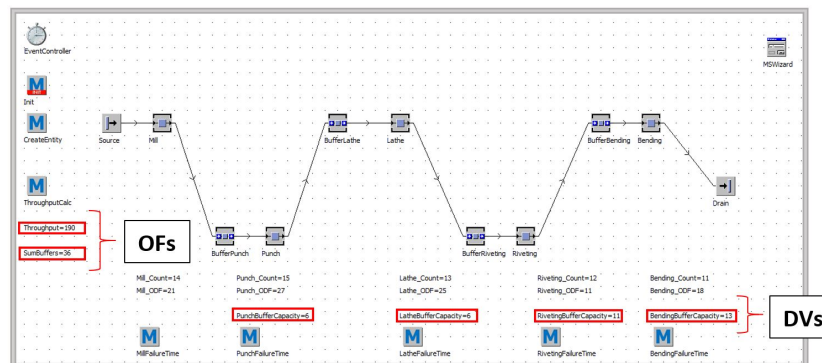 EventController
MSWizard
M
INIT
Init
M
CreateEntity
Source
Mill
BufferLathe
Lathe
BufferBending
Bending
M
ThroughputCalc
Drain
Throughput=190
SumBuffers=36
OFs
BufferPunch
Punch
BufferRiveting
Riveting
Mill_Count=14
Punch_Count=15
Lathe_Count=13
Riveting_Count=12
Bending_Count=11
Mill_ODF=21
Punch_ODF=27
Lathe_ODF=25
Riveting_ODF=11
Bending_ODF=18
PunchBufferCapacity=6
LatheBufferCapacity=6
RivetingBufferCapacity=11
BendingBufferCapacity=13
DVs
M
M
M
M
M
MillFailureTime
PunchFailureTime
LatheFailureTime
RivetingFailureTime
BendingFailureTime